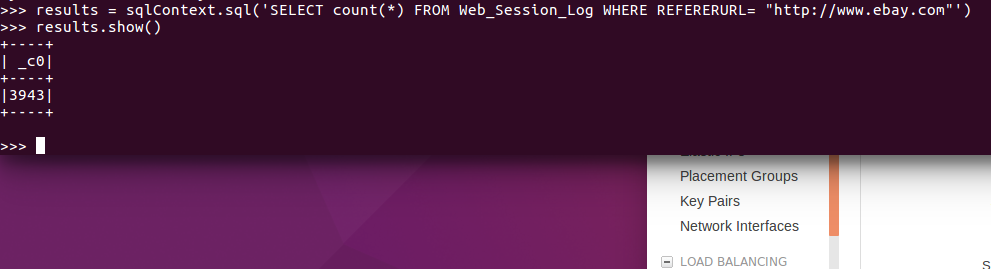 >>> results = sqlContext.sql('SELECT count(*) FROM Web_Session_Log WHERE REFERERURL= "http://www.ebay.com"')
>>> results.show()
+----+
| _c0|
+----+
|3943|
+----+
>>>
Placement Groups
Key Pairs
Network Interfaces
LOAD BALANCING
S